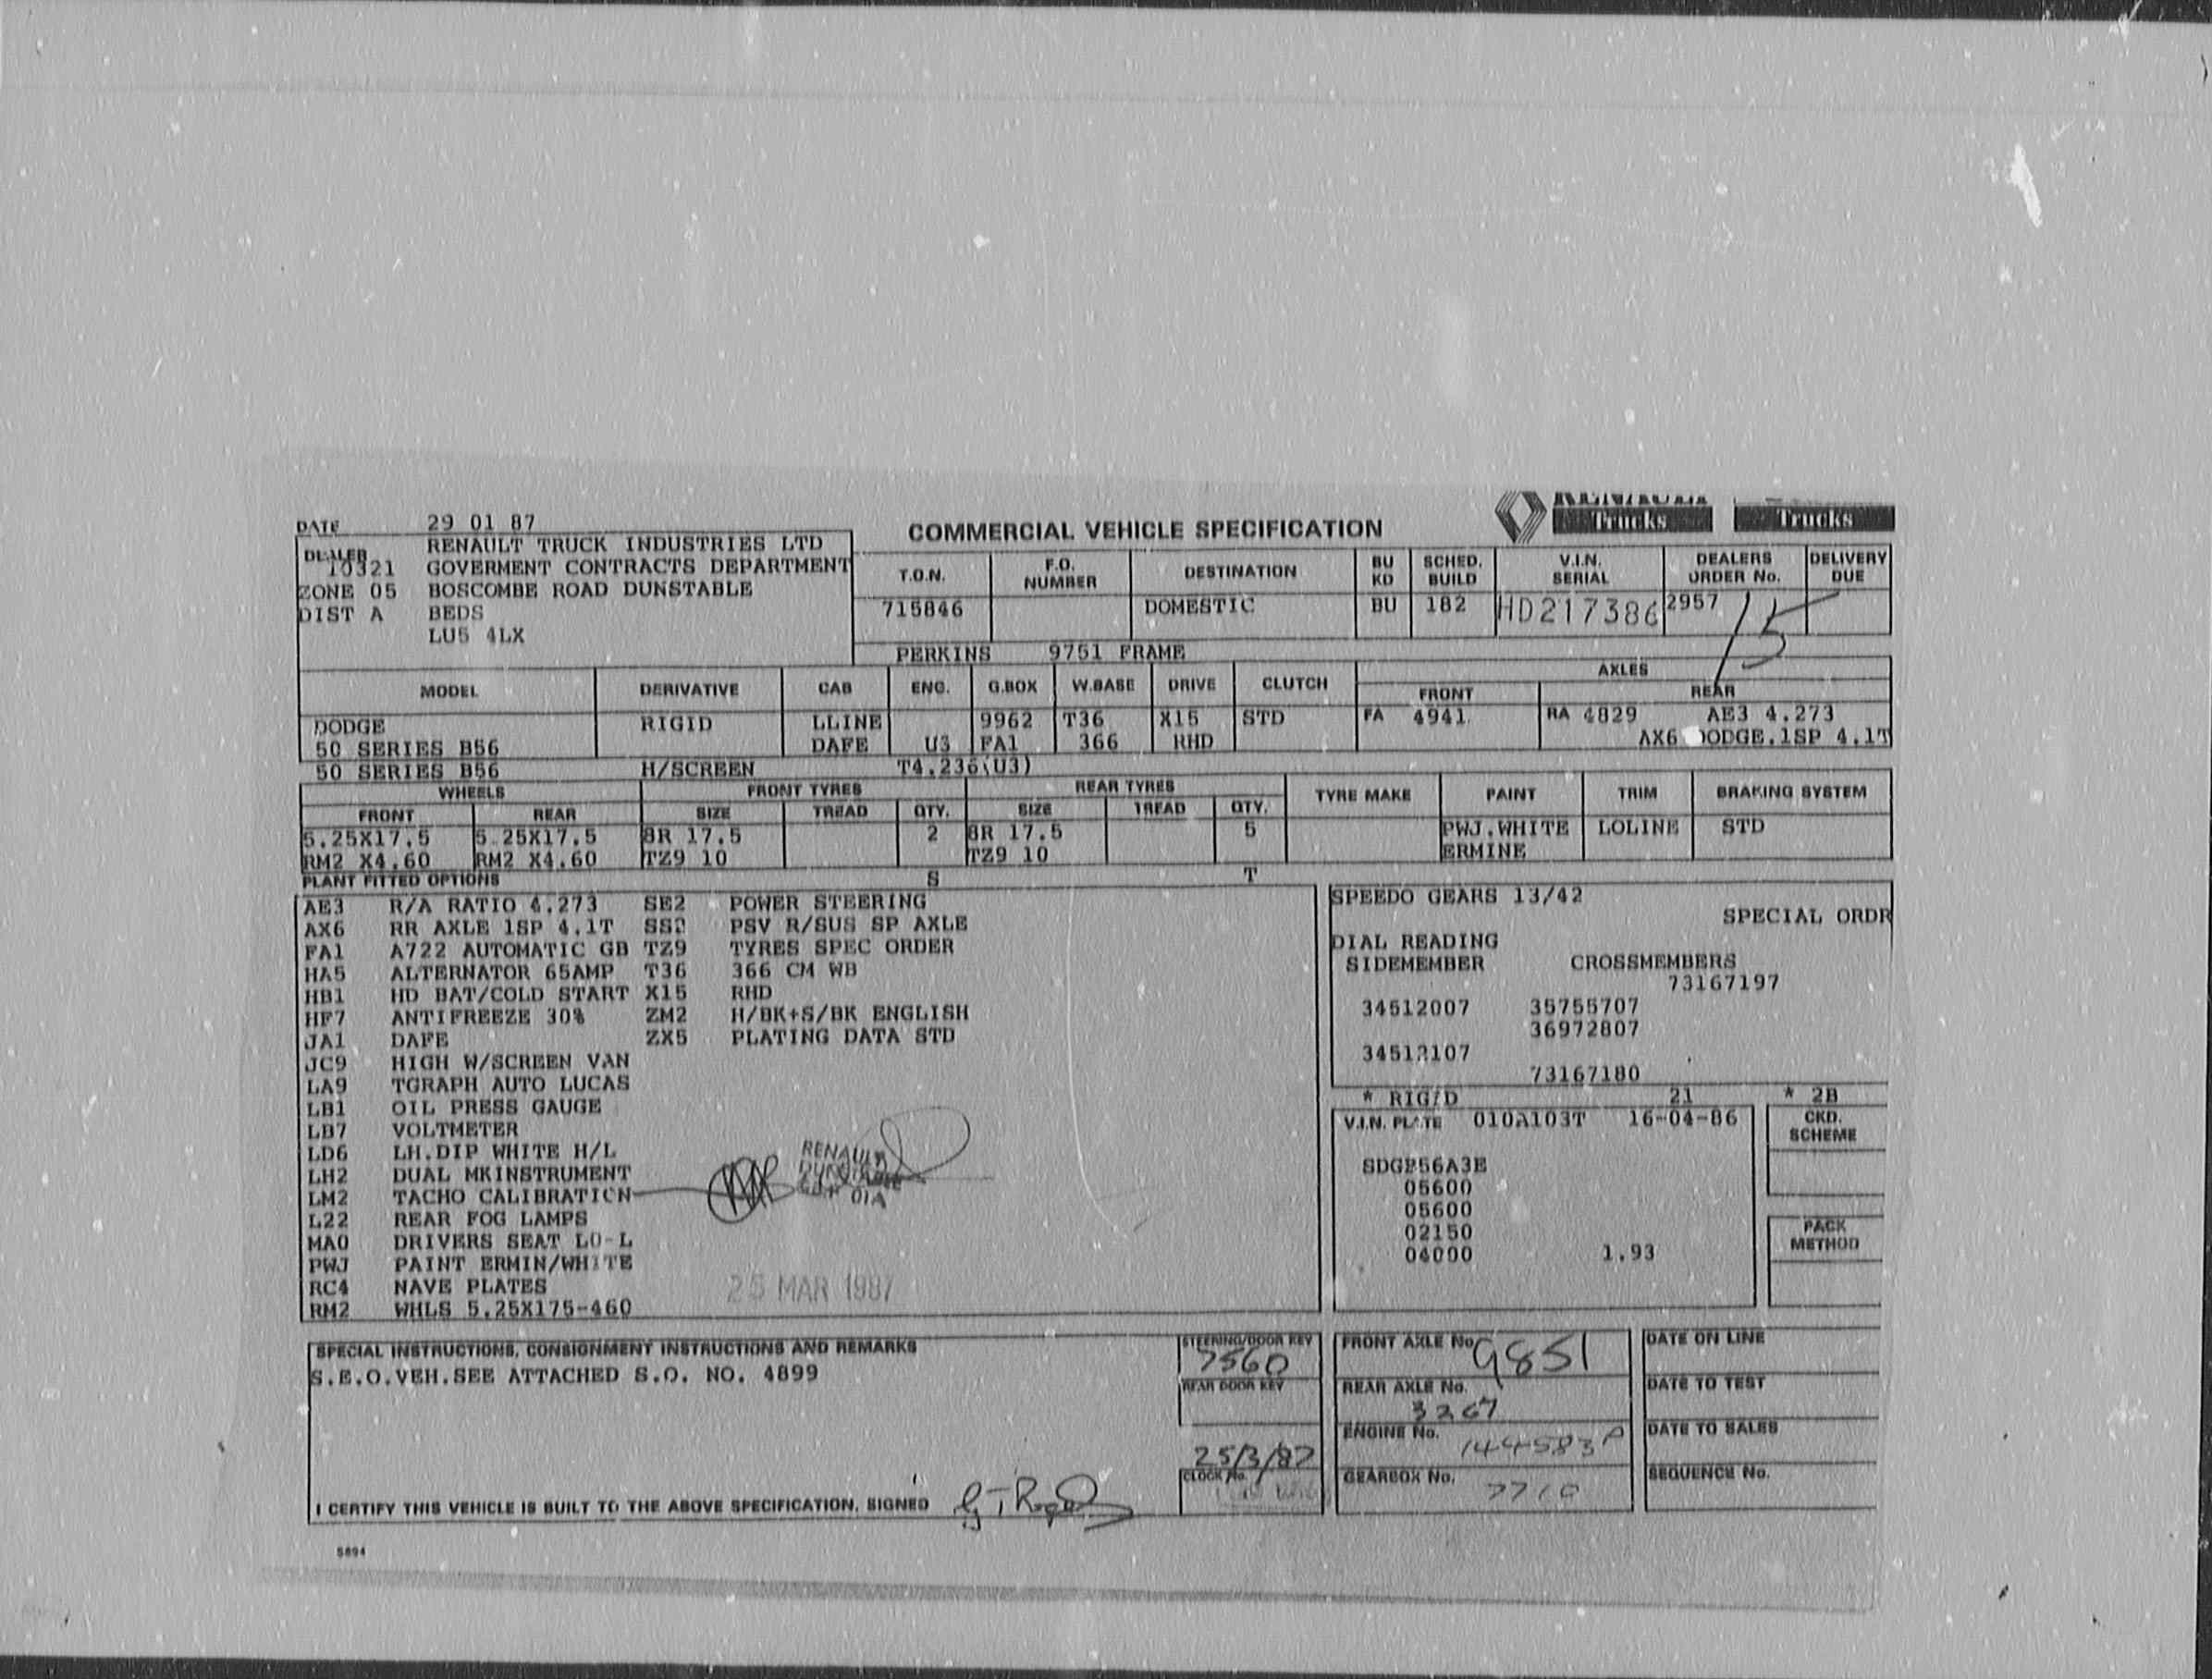 DATE 29 01 87
DEALER RENAULT TRUCK INDUSTRIES LTD
10321 GOVERMENT CONTRACTS DEPARTMENT
ZONE 05 BOSCOMBE ROAD DUNSTABLE
DIST A BEDS
LU5 4LX
COMMERCIAL VEHICLE SPECIFICATION
Trucks Trucks
T.O.N. F.O. NUMBER DESTINATION BU KD SCHED. BUILD V.I.N. SERIAL DEALERS ORDER No. DELIVERY DUE
715846 DOMESTIC BU 182 HD217386 2957 15
PERKINS 9751 FRAME
MODEL DERIVATIVE CAB ENG. G.BOX W.BASE DRIVE CLUTCH AXLES
FRONT REAR
DODGE RIGID LLINE 9962 T36 X15 STD FA 4941 RA 4829 AE3 4.273
50 SERIES B56 DAFE U3 FA1 366 RHD AX6 DODGE.1SP 4.1T
50 SERIES B56 H/SCREEN T4.236(U3)
WHEELS FRONT TYRES REAR TYRES TYRE MAKE PAINT TRIM BRAKING SYSTEM
FRONT REAR SIZE TREAD QTY. SIZE TREAD QTY.
5.25X17.5 5.25X17.5 8R 17.5 2 8R 17.5 5 PWJ.WHITE LOLINE STD
RM2 X4.60 RM2 X4.60 TZ9 10 TZ9 10 ERMINE
PLANT FITTED OPTIONS S T
AE3 R/A RATIO 4.273 SE2 POWER STEERING
AX6 RR AXLE 1SP 4.1T SS2 PSV R/SUS SP AXLE
FA1 A722 AUTOMATIC GB TZ9 TYRES SPEC ORDER
HA5 ALTERNATOR 65AMP T36 366 CM WB
HB1 HD BAT/COLD START X15 RHD
HF7 ANTIFREEZE 30% ZM2 H/BK+S/BK ENGLISH
JA1 DAFE ZX5 PLATING DATA STD
JC9 HIGH W/SCREEN VAN
LA9 TGRAPH AUTO LUCAS
LB1 OIL PRESS GAUGE
LB7 VOLTMETER
LD6 LH.DIP WHITE H/L
LH2 DUAL MKINSTRUMENT
LM2 TACHO CALIBRATION
L22 REAR FOG LAMPS
MA0 DRIVERS SEAT LO-L
PWJ PAINT ERMIN/WHITE
RC4 NAVE PLATES
RM2 WHLS 5.25X175-460
RENAULT
01A
25 MAR 1987
SPEEDO GEARS 13/42
SPECIAL ORDR
DIAL READING
SIDEMEMBER CROSSMEMBERS
73167197
34512007 35755707
36972807
34512107
73167180
* RIGID 21 * 2B
V.I.N. PLATE 010A103T 16-04-86
CKD. SCHEME
SDGB56A3E
05600
05600
02150
04000 1.93
PACK METHOD
SPECIAL INSTRUCTIONS, CONSIGNMENT INSTRUCTIONS AND REMARKS
S.E.O.VEH.SEE ATTACHED S.O. NO. 4899
I CERTIFY THIS VEHICLE IS BUILT TO THE ABOVE SPECIFICATION. SIGNED
STEERING/DOOR KEY
7560
REAR DOOR KEY
25/3/87
CLOCK No.
FRONT AXLE No. 9851
REAR AXLE No.
3267
ENGINE No. 144583P
GEARBOX No. 7710
DATE ON LINE
DATE TO TEST
DATE TO SALES
SEQUENCE No.
5894